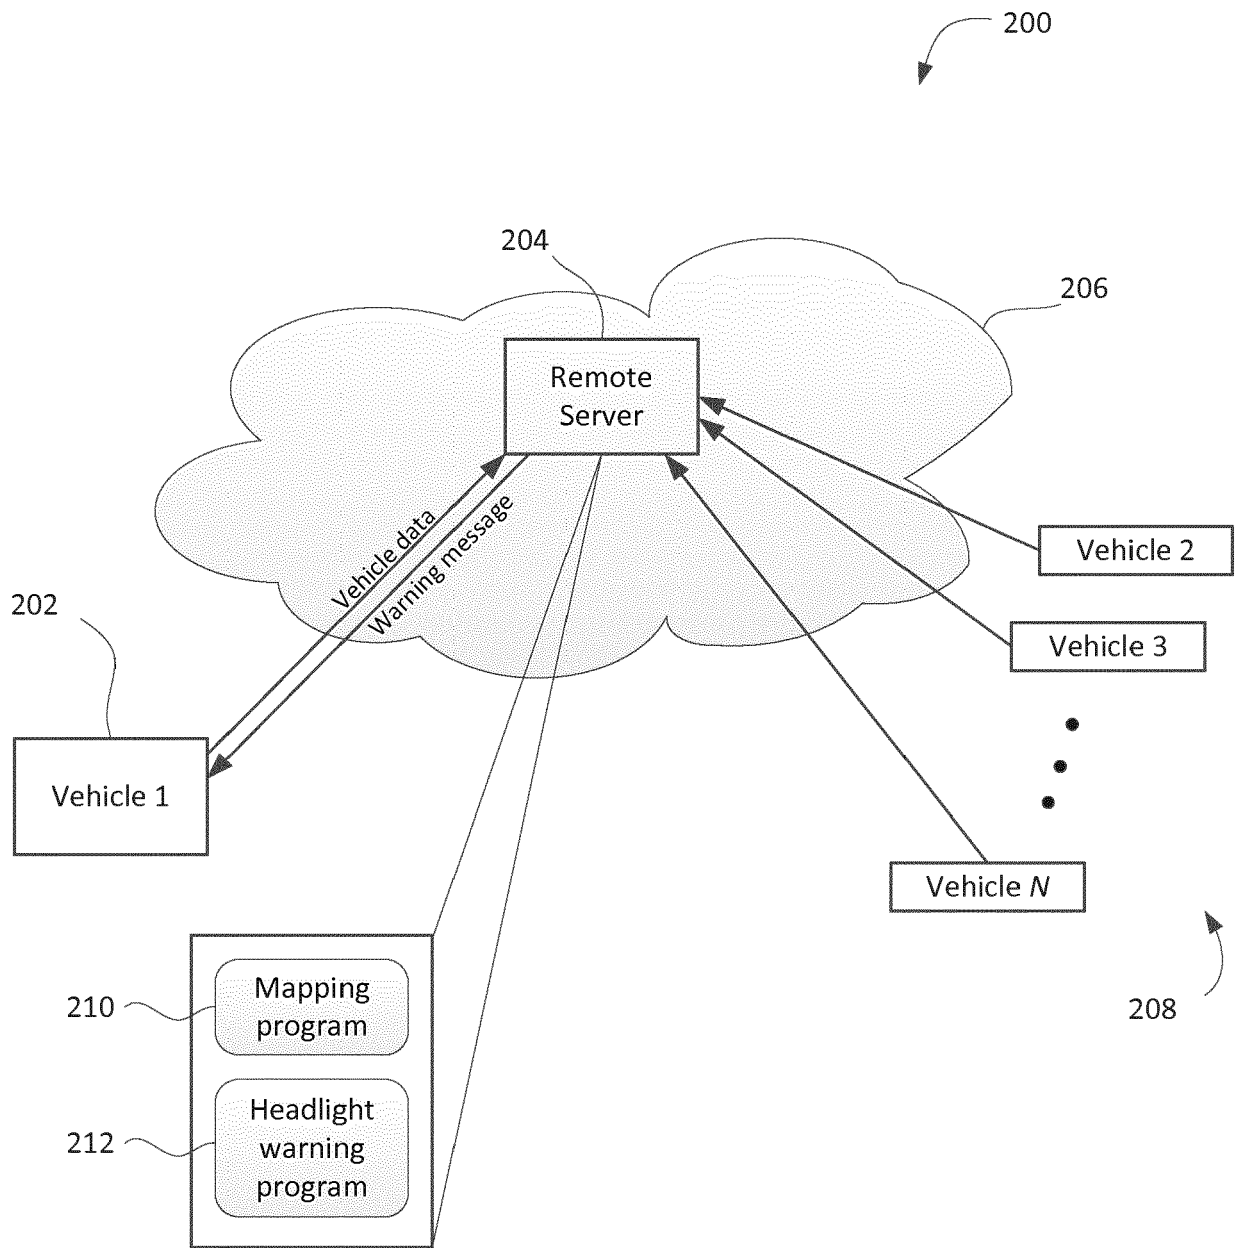 200
204
206
Remote
Server
Vehicle data
Warning message
Vehicle 2
202
Vehicle 3
Vehicle 1
Vehicle N
210
Mapping
program
208
212
Headlight
warning
program